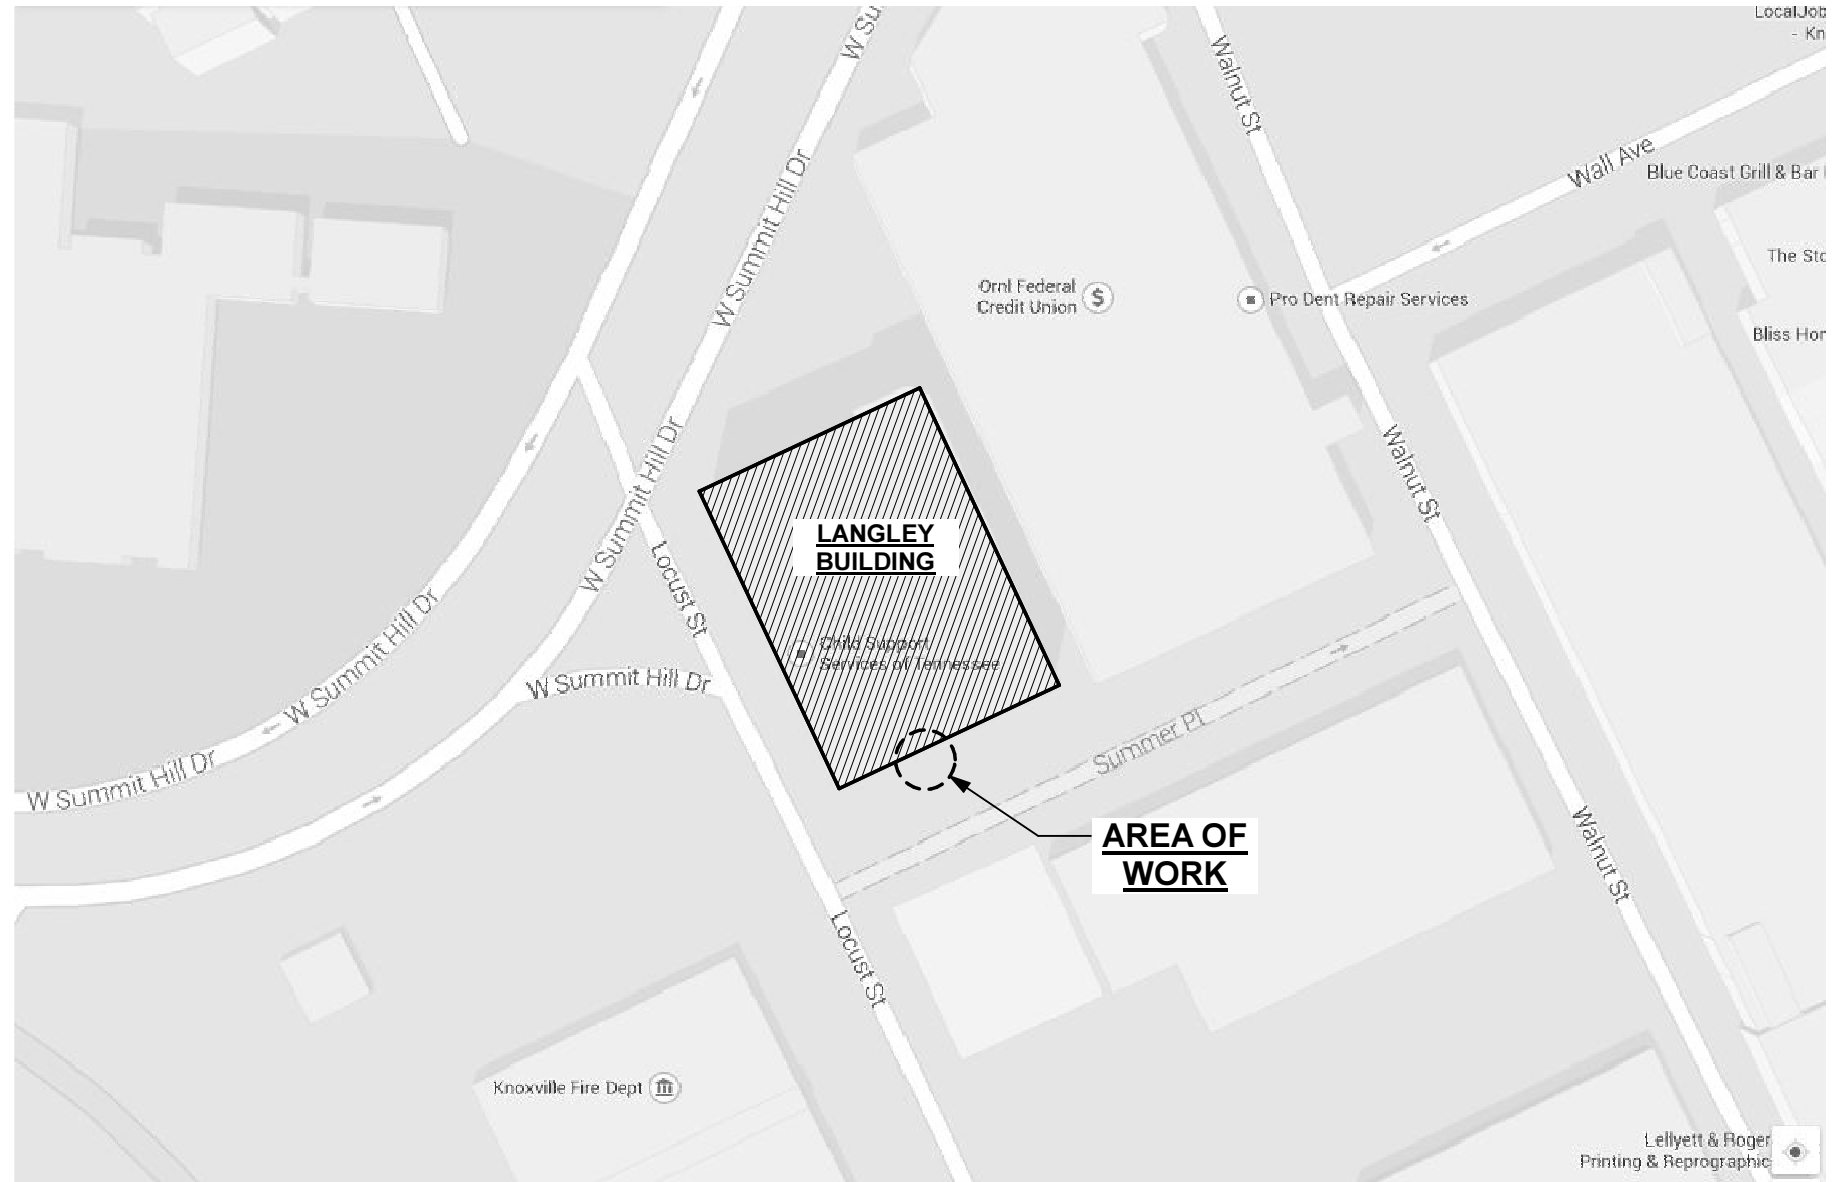 LocalJob
- Kn
W Su
Walnut St
Wall Ave
Blue Coast Grill & Bar
W Summit Hill Dr
The Sto
Ornl Federal
Credit Union
$
Pro Dent Repair Services
Bliss Hor
W Summit Hill Dr
Walnut St
LANGLEY
BUILDING
Locust St
W Summit Hill Dr
Child Support
Services of Tennessee
W Summit Hill Dr
Summer Pl
W Summit Hill Dr
AREA OF
WORK
Walnut St
Locust St
Knoxville Fire Dept
Lellyett & Roger
Printing & Reprographic